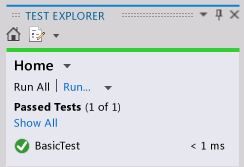 TEST EXPLORER
Home
Run All | Run...
Passed Tests (1 of 1)
Show All
BasicTest < 1 ms